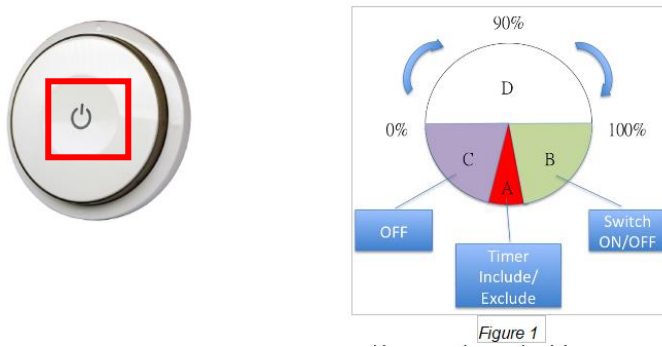 90%
D
0%
100%
C
B
A
OFF
Switch
ON/OFF
Timer
Include/
Exclude
Figure 1